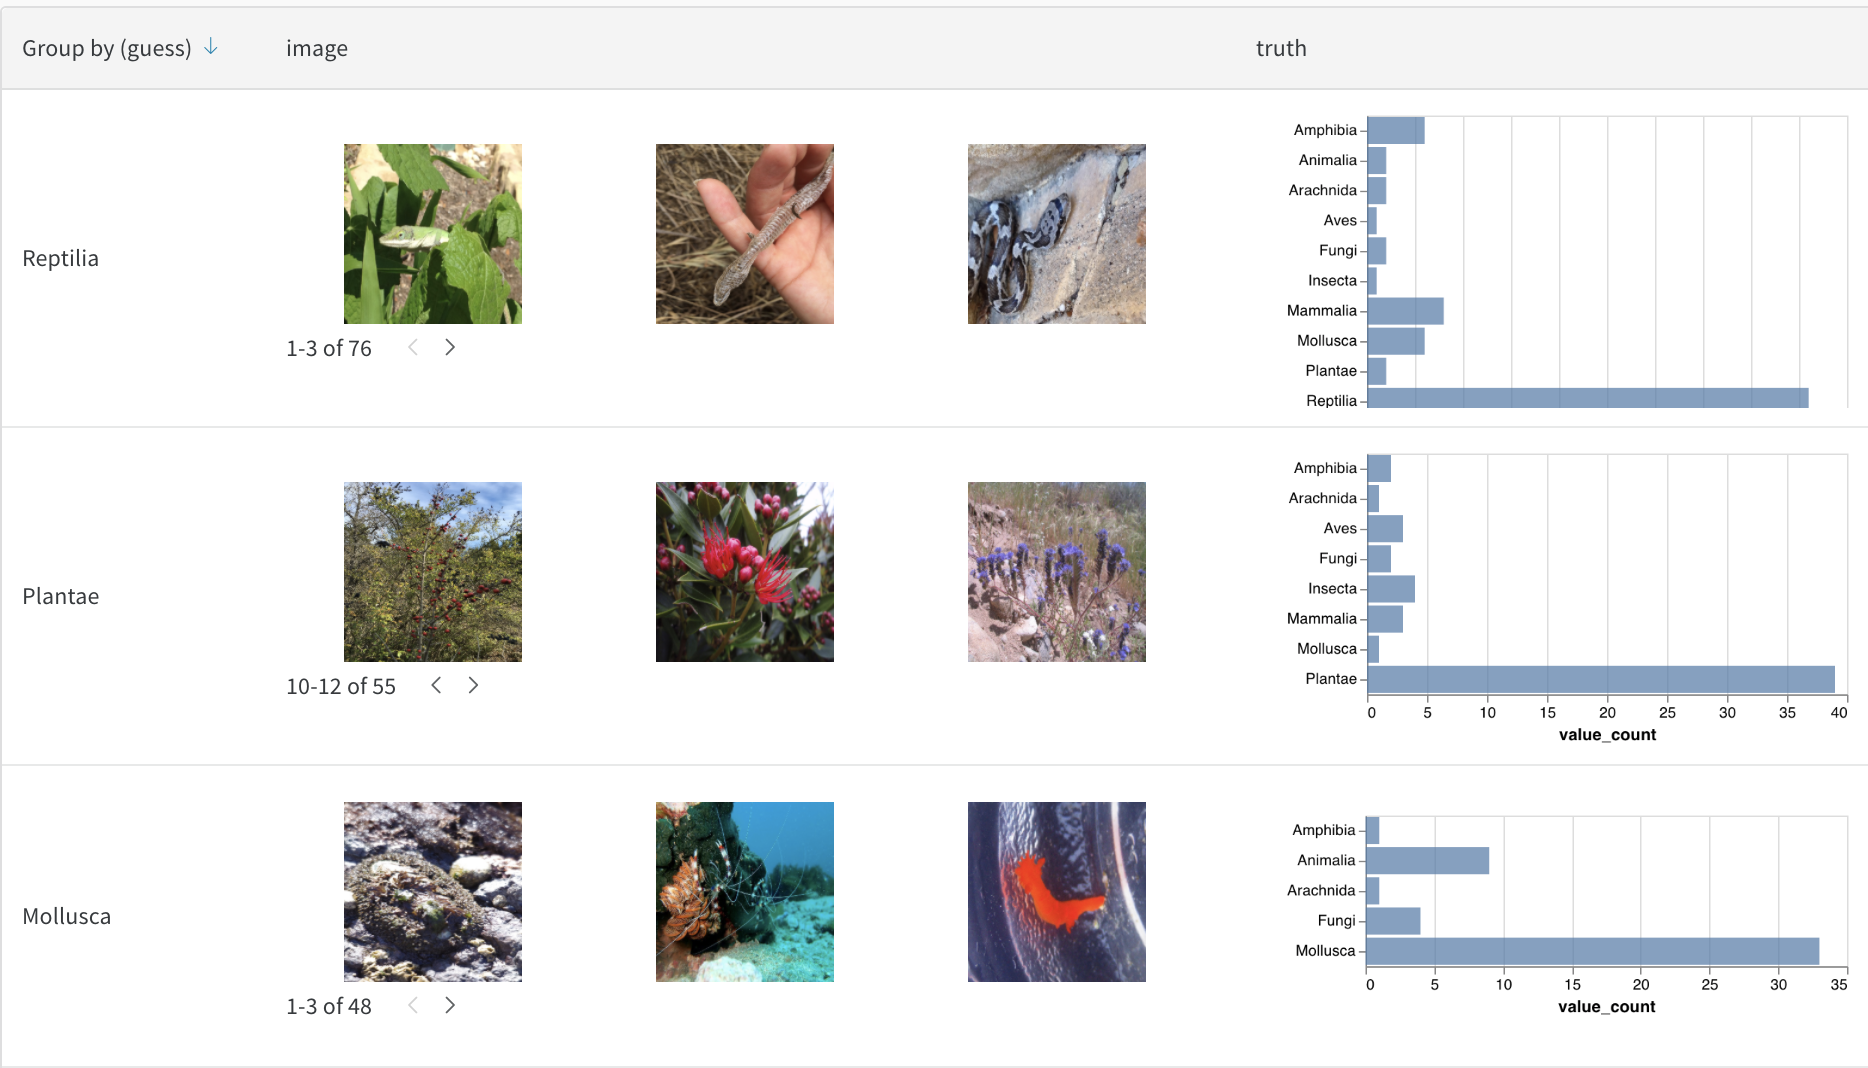 Group by (guess) image truth
Reptilia
1-3 of 76
Amphibia
Animalia
Arachnida
Aves
Fungi
Insecta
Mammalia
Mollusca
Plantae
Reptilia
Plantae
10-12 of 55
Amphibia
Arachnida
Aves
Fungi
Insecta
Mammalia
Mollusca
Plantae
0 5 10 15 20 25 30 35 40
value_count
Mollusca
1-3 of 48
Amphibia
Animalia
Arachnida
Fungi
Mollusca
0 5 10 15 20 25 30 35
value_count